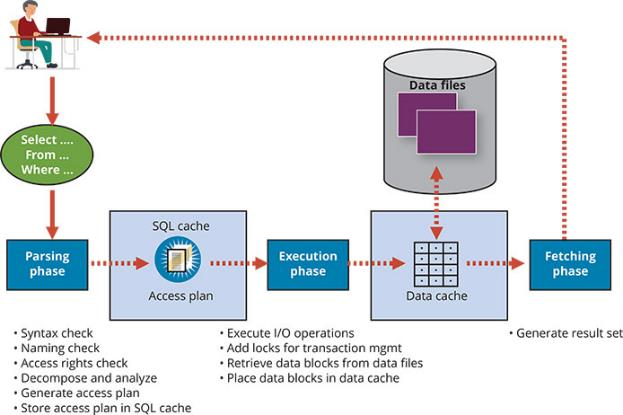 Data files
Select ....
From ...
Where ...
SQL cache
Parsing
phase
Execution
phase
Fetching
phase
Access plan
Data cache
• Syntax check
• Naming check
• Access rights check
• Decompose and analyze
• Generate access plan
• Store access plan in SQL cache
• Execute I/O operations
• Add locks for transaction mgmt
• Retrieve data blocks from data files
• Place data blocks in data cache
• Generate result set